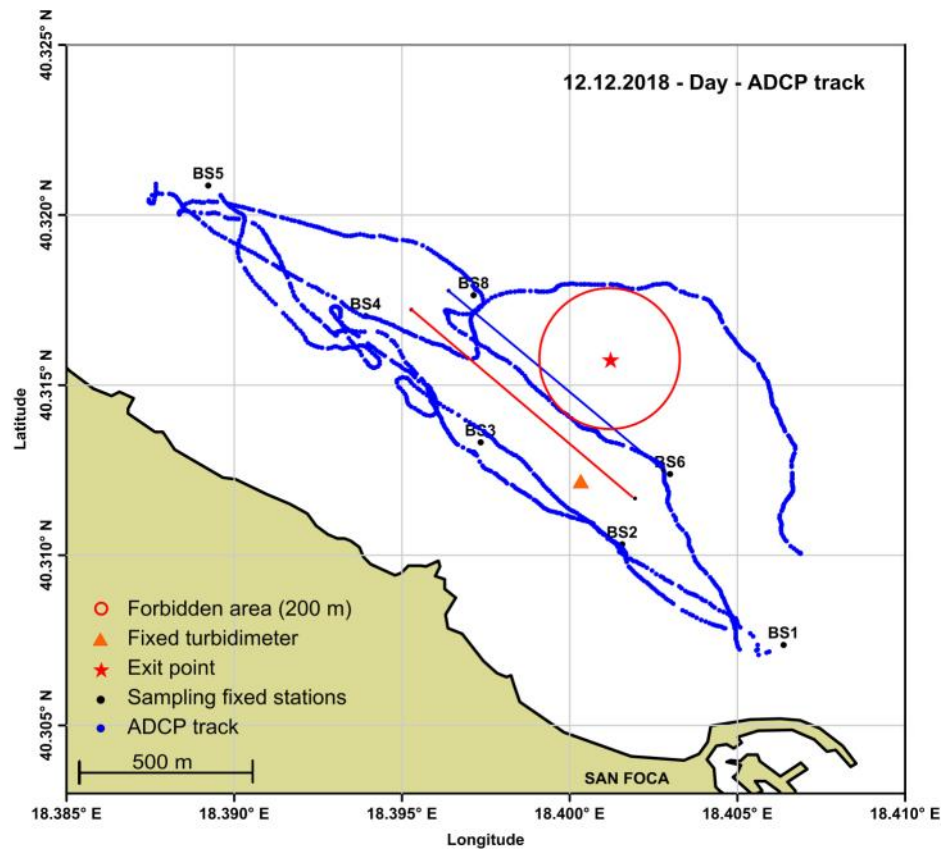 12.12.2018 - Day - ADCP track
40.325° N
40.320° N
40.315° N
40.310° N
40.305° N
Latitude
BS5
BS8
BS4
BS3
BS6
BS2
BS1
Forbidden area (200 m)
Fixed turbidimeter
Exit point
Sampling fixed stations
ADCP track
500 m
SAN FOCA
18.385° E 18.390° E 18.395° E 18.400° E 18.405° E 18.410° E
Longitude